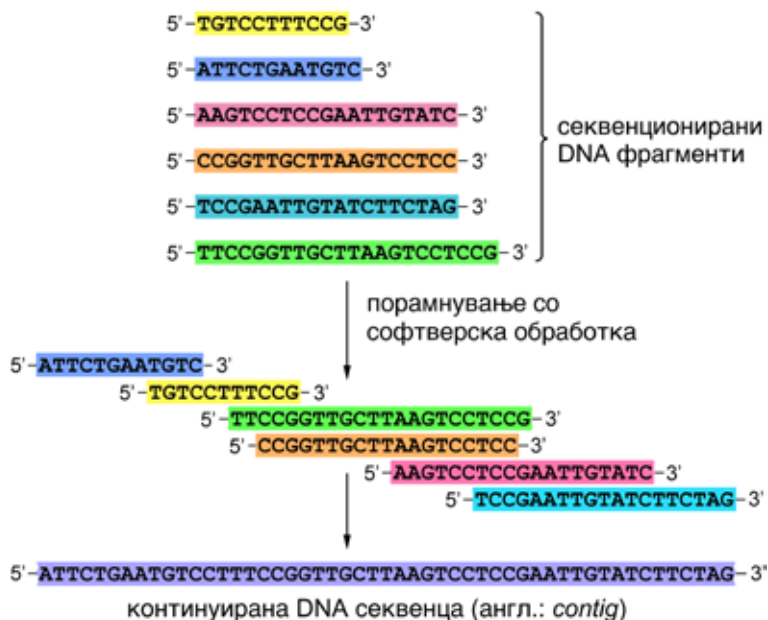 5'-TGTCCTTTCCG-3'
5'-ATTCTGAATGTC-3'
5'-AAGTCCTCCGAATTGTATC-3'
5'-CCGGTTGCTTAAGTCCTCC-3'
5'-TCCGAATTGTATCTTCTAG-3'
5'-TTCCGGTTGCTTAAGTCCTCCG-3'
секвенционирани
DNA фрагменти
порамнување со
софтверска обработка
5'-ATTCTGAATGTC-3'
5'-TGTCCTTTCCG-3'
5'-TTCCGGTTGCTTAAGTCCTCCG-3'
5'-CCGGTTGCTTAAGTCCTCC-3'
5'-AAGTCCTCCGAATTGTATC-3'
5'-TCCGAATTGTATCTTCTAG-3'
5'-ATTCTGAATGTCCTTTCCGGTTGCTTAAGTCCTCCGAATTGTATCTTCTAG-3'
континуирана DNA секвенца (англ.: contig)